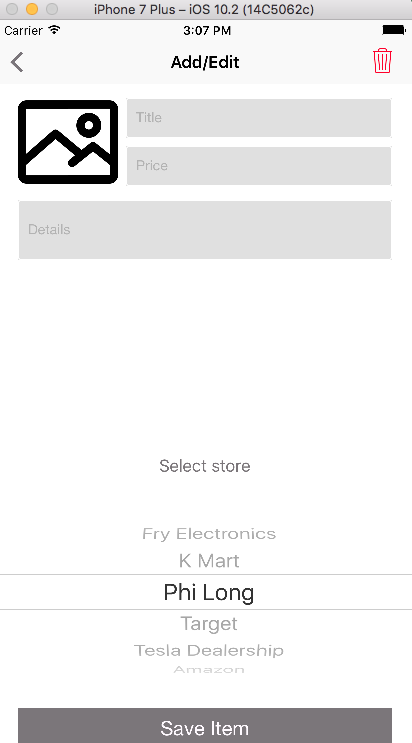 iPhone 7 Plus – iOS 10.2 (14C5062c)
Carrier 3:07 PM
Add/Edit
Title
Price
Details
Select store
Fry Electronics
K Mart
Phi Long
Target
Tesla Dealership
Amazon
Save Item